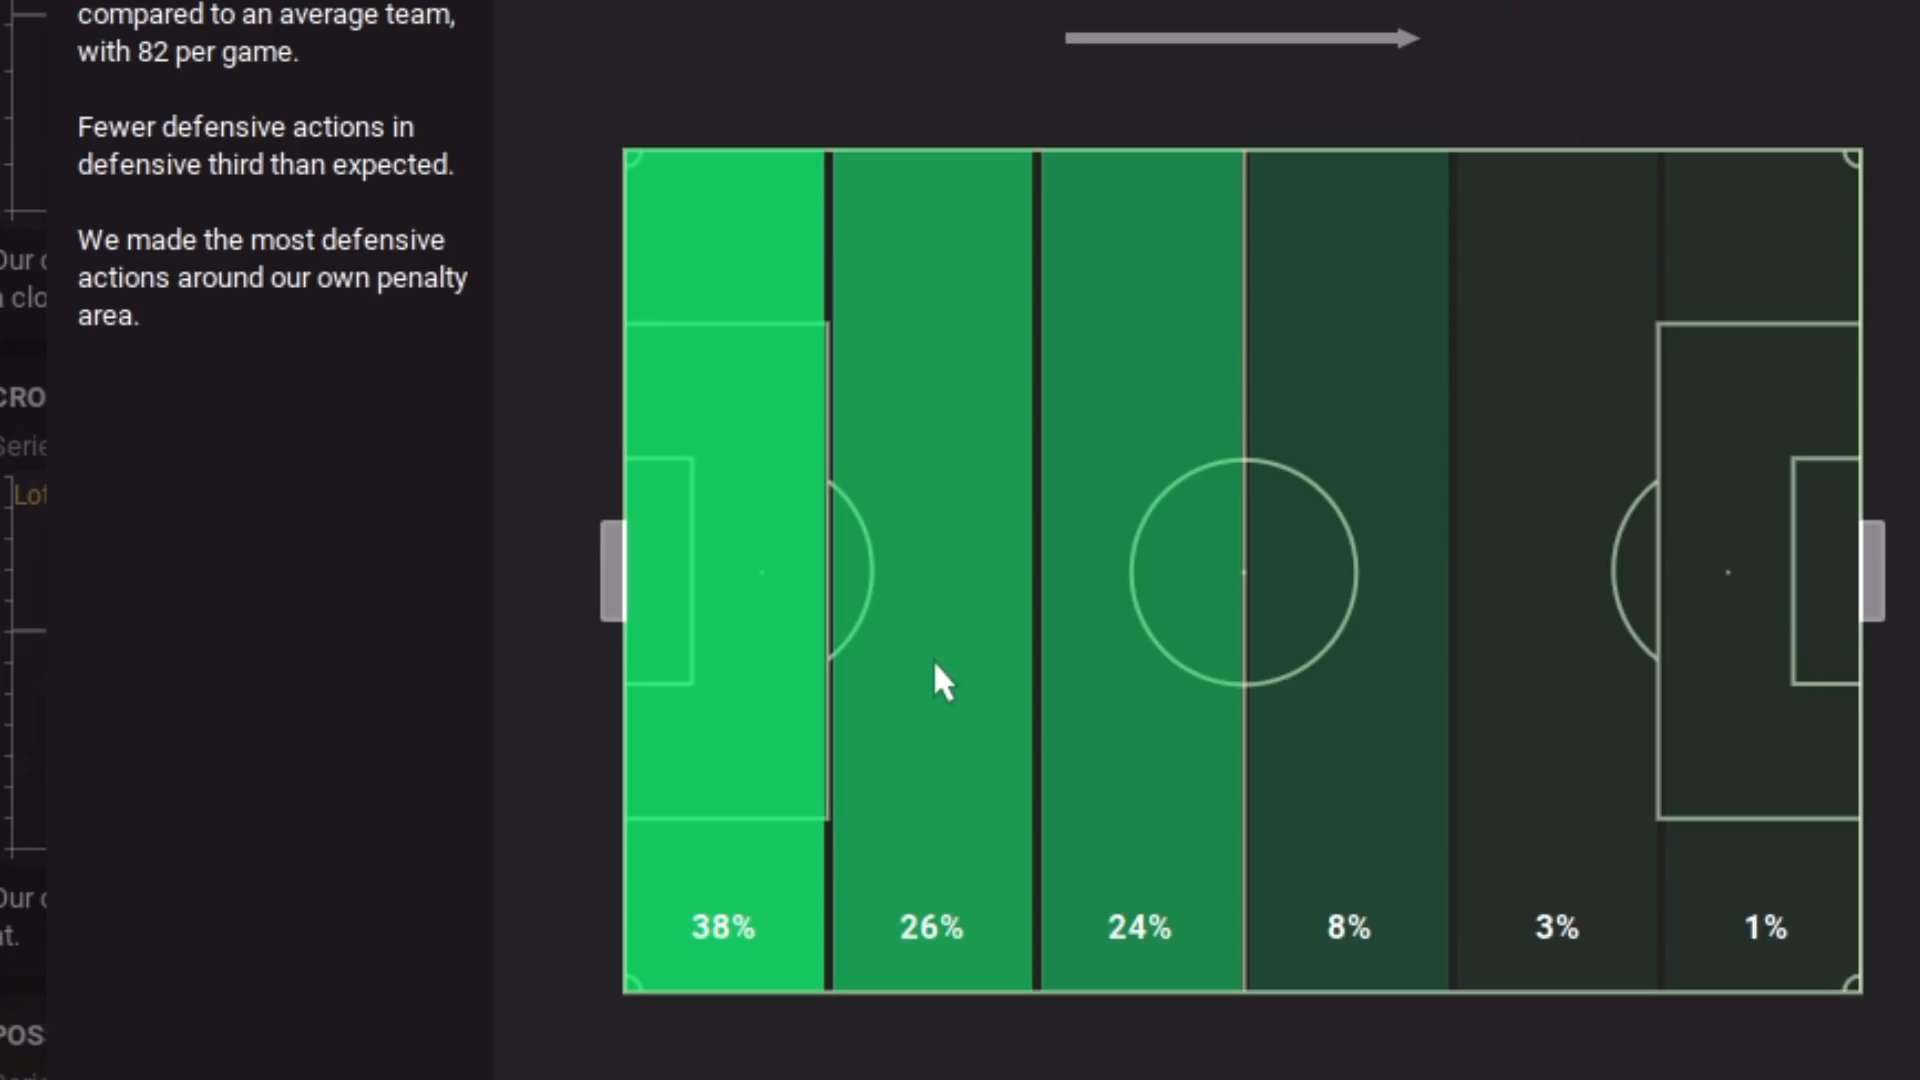 compared to an average team,
with 82 per game.
Fewer defensive actions in
defensive third than expected.
We made the most defensive
actions around our own penalty
area.
38% 26% 24% 8% 3% 1%